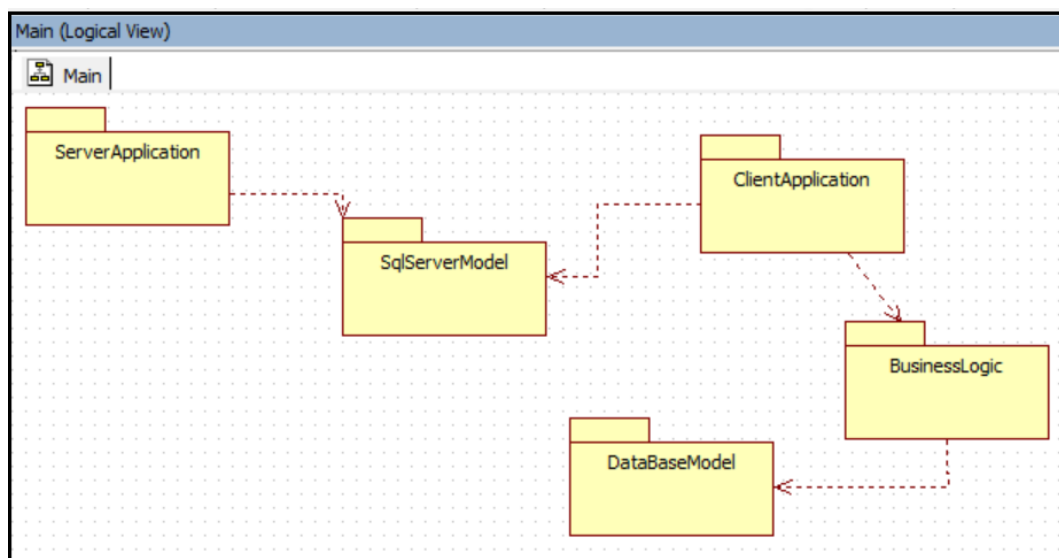 Main (Logical View)
Main
ServerApplication
ClientApplication
SqlServerModel
BusinessLogic
DataBaseModel